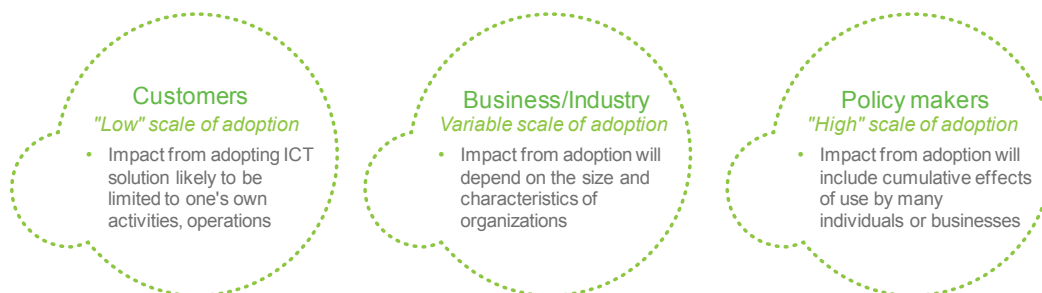 Customers
"Low" scale of adoption
• Impact from adopting ICT
solution likely to be
limited to one's own
activities, operations
Business/Industry
Variable scale of adoption
• Impact from adoption will
depend on the size and
characteristics of
organizations
Policy makers
"High" scale of adoption
• Impact from adoption will
include cumulative effects
of use by many
individuals or businesses